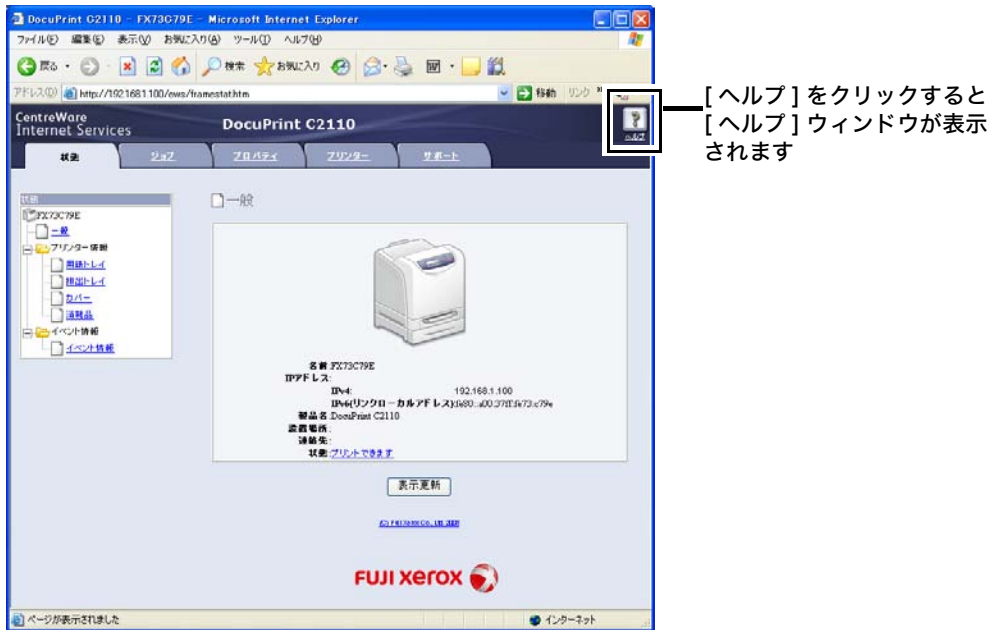 DocuPrint C2110 - FX73C79E - Microsoft Internet Explorer
ファイル(F) 編集(E) 表示(V) お気に入り(A) ツール(T) ヘルプ(H)
戻る 検索 お気に入り
アドレス(D) http://192.168.1.100/ews/framestat.htm 移動 リンク »
CentreWare
Internet Services
DocuPrint C2110
ヘルプ
[ ヘルプ ] をクリックすると
[ ヘルプ ] ウィンドウが表示
されます
状態 ジョブ プロパティ プリンター サポート
状態
FX73C79E
一般
プリンター情報
用紙トレイ
排出トレイ
カバー
消耗品
イベント情報
イベント情報
一般
名前:FX73C79E
IPアドレス:
IPv4: 192.168.1.100
製品名:DocuPrint C2110
設置場所:
連絡先:
状態:プリントできます
表示更新
FUJI XEROX
ページが表示されました
インターネット